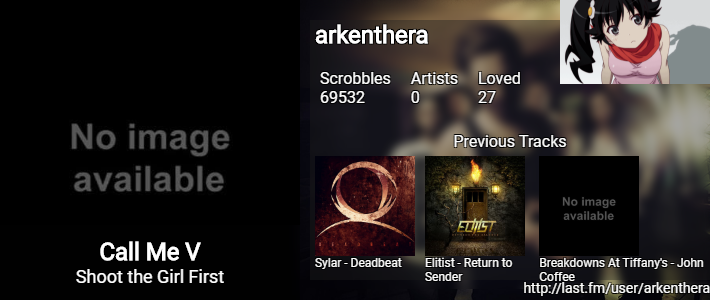 No image
available
Call Me V
Shoot the Girl First
arkenthera
Scrobbles Artists Loved
69532 0 27
Previous Tracks
ELITIST
No image
available
Sylar - Deadbeat
Elitist - Return to
Sender
Breakdowns At Tiffany's - John
Coffee
http://last.fm/user/arkenthera